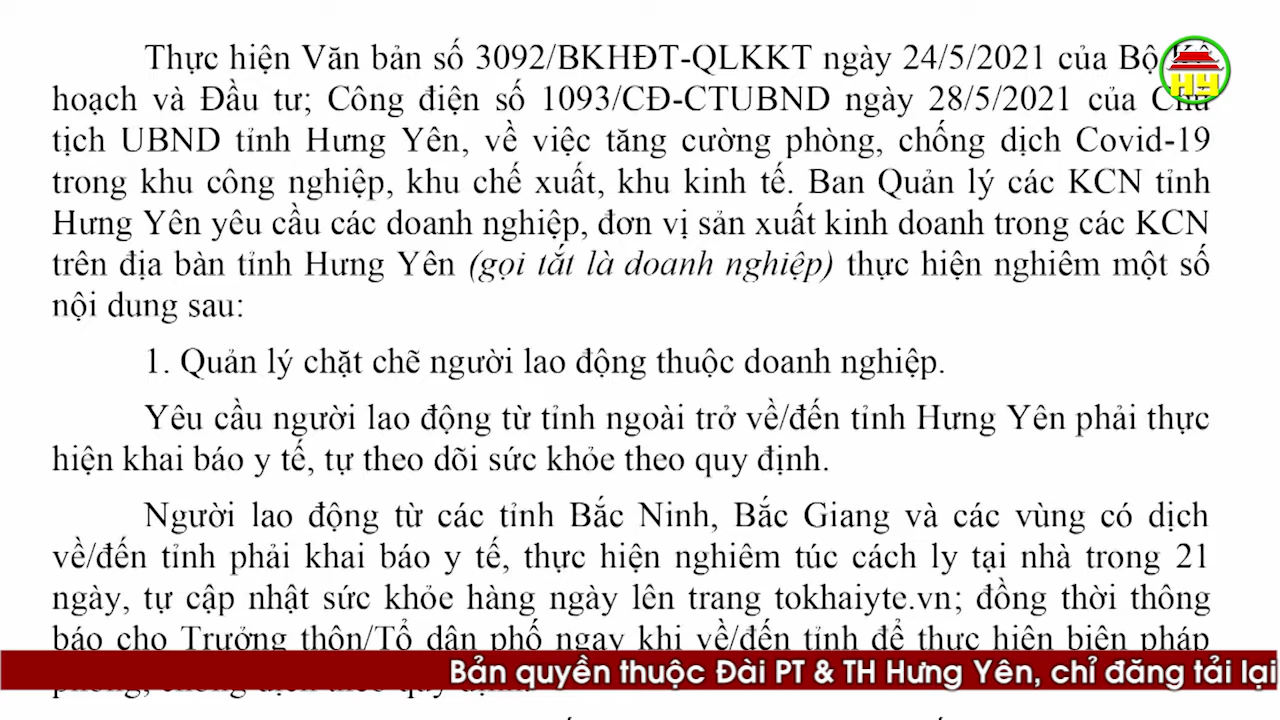 Thực hiện Văn bản số 3092/BKHĐT-QLKKT ngày 24/5/2021 của Bộ
HY
hoạch và Đầu tư; Công điện số 1093/CĐ-CTUBND ngày 28/5/2021 của Chủ
tịch UBND tỉnh Hưng Yên, về việc tăng cường phòng, chống dịch Covid-19
trong khu công nghiệp, khu chế xuất, khu kinh tế. Ban Quản lý các KCN tỉnh
Hưng Yên yêu cầu các doanh nghiệp, đơn vị sản xuất kinh doanh trong các KCN
trên địa bàn tỉnh Hưng Yên (gọi tắt là doanh nghiệp) thực hiện nghiêm một số
nội dung sau:
1. Quản lý chặt chẽ người lao động thuộc doanh nghiệp.
Yêu cầu người lao động từ tỉnh ngoài trở về/đến tỉnh Hưng Yên phải thực
hiện khai báo y tế, tự theo dõi sức khỏe theo quy định.
Người lao động từ các tỉnh Bắc Ninh, Bắc Giang và các vùng có dịch
về/đến tỉnh phải khai báo y tế, thực hiện nghiêm túc cách ly tại nhà trong 21
ngày, tự cập nhật sức khỏe hàng ngày lên trang tokhaiyte.vn; đồng thời thông
báo cho Trưởng thôn/Tổ dân phố ngay khi về/đến tỉnh để thực hiện biện pháp
Bản quyền thuộc Đài PT & TH Hưng Yên, chỉ đăng tải lại